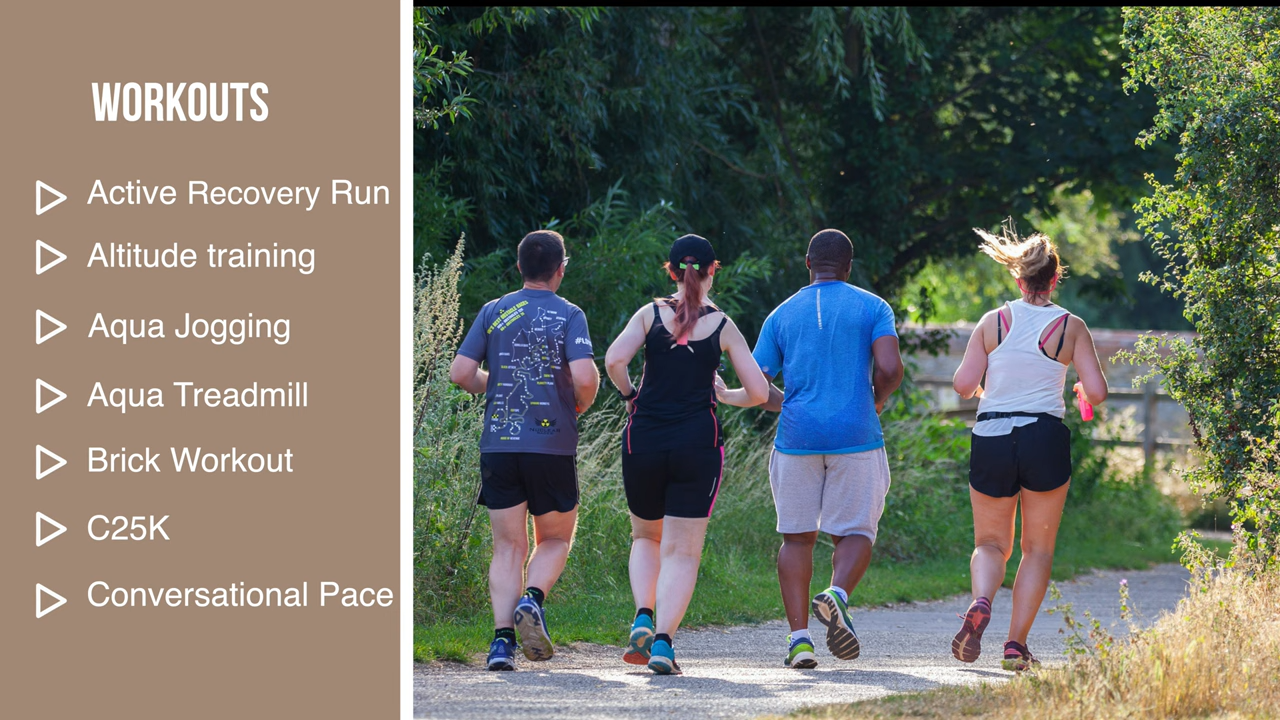 WORKOUTS
Active Recovery Run
Altitude training
Aqua Jogging
Aqua Treadmill
Brick Workout
C25K
Conversational Pace